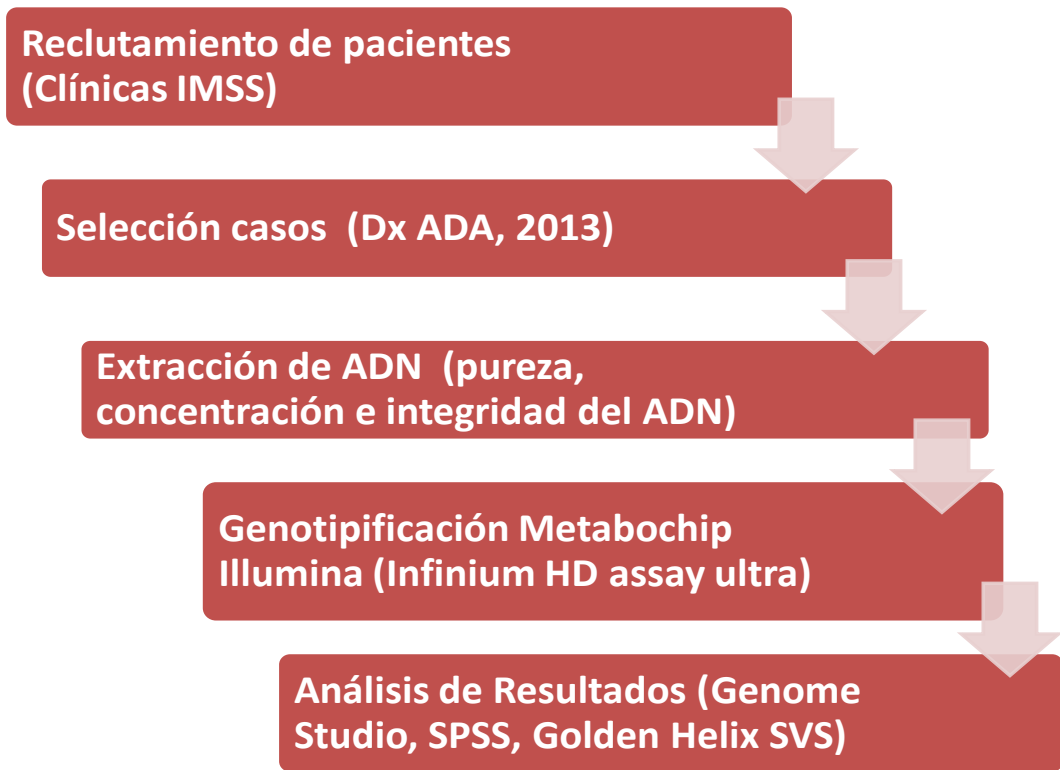 Reclutamiento de pacientes
(Clínicas IMSS)
Selección casos (Dx ADA, 2013)
Extracción de ADN (pureza,
concentración e integridad del ADN)
Genotipificación Metabochip
Illumina (Infinium HD assay ultra)
Análisis de Resultados (Genome
Studio, SPSS, Golden Helix SVS)